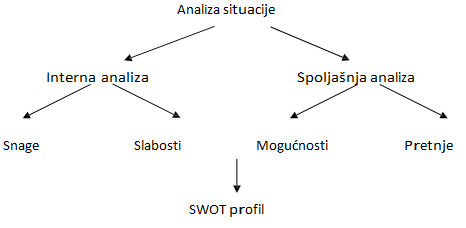 Analiza situacije
Interna analiza Spoljašnja analiza
Snage Slabosti Mogućnosti Pretnje
SWOT profil